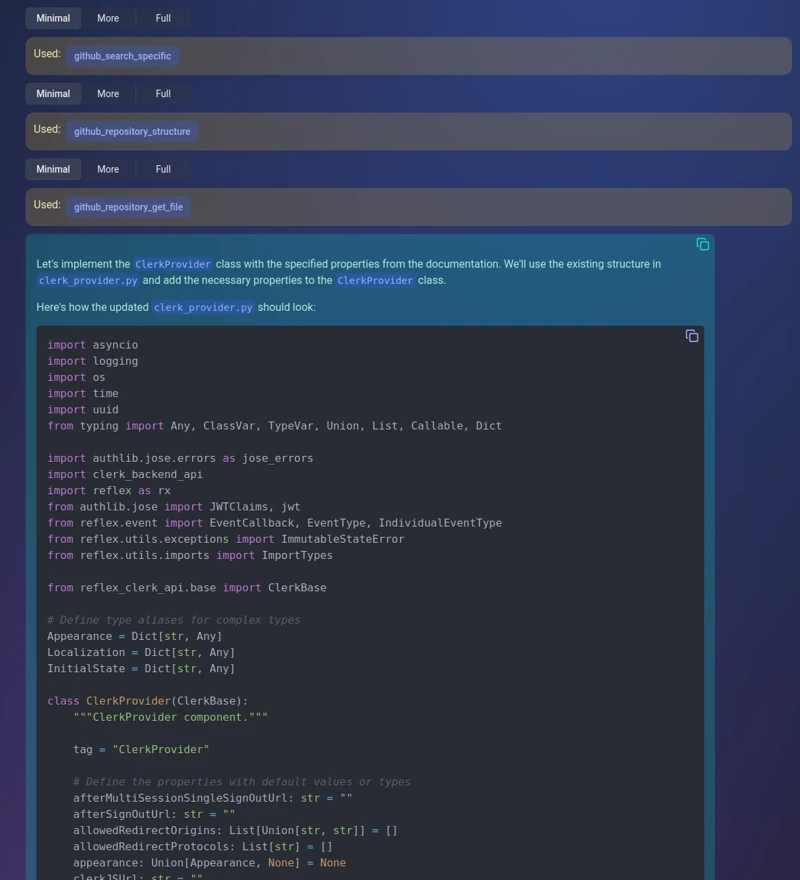 Minimal More Full
Used: github_search_specific
Minimal More Full
Used: github_repository_structure
Minimal More Full
Used: github_repository_get_file
Let's implement the ClerkProvider class with the specified properties from the documentation. We'll use the existing structure in
clerk_provider.py and add the necessary properties to the ClerkProvider class.
Here's how the updated clerk_provider.py should look:
import asyncio
import logging
import os
import time
import uuid
from typing import Any, ClassVar, TypeVar, Union, List, Callable, Dict
import authlib.jose.errors as jose_errors
import clerk_backend_api
import reflex as rx
from authlib.jose import JWTClaims, jwt
from reflex.event import EventCallback, EventType, IndividualEventType
from reflex.utils.exceptions import ImmutableStateError
from reflex.utils.imports import ImportTypes
from reflex_clerk_api.base import ClerkBase
# Define type aliases for complex types
Appearance = Dict[str, Any]
Localization = Dict[str, Any]
InitialState = Dict[str, Any]
class ClerkProvider(ClerkBase):
"""ClerkProvider component."""
tag = "ClerkProvider"
# Define the properties with default values or types
afterMultiSessionSingleSignOutUrl: str = ""
afterSignOutUrl: str = ""
allowedRedirectOrigins: List[Union[str, str]] = []
allowedRedirectProtocols: List[str] = []
appearance: Union[Appearance, None] = None
clerkJSUrl: str = ""